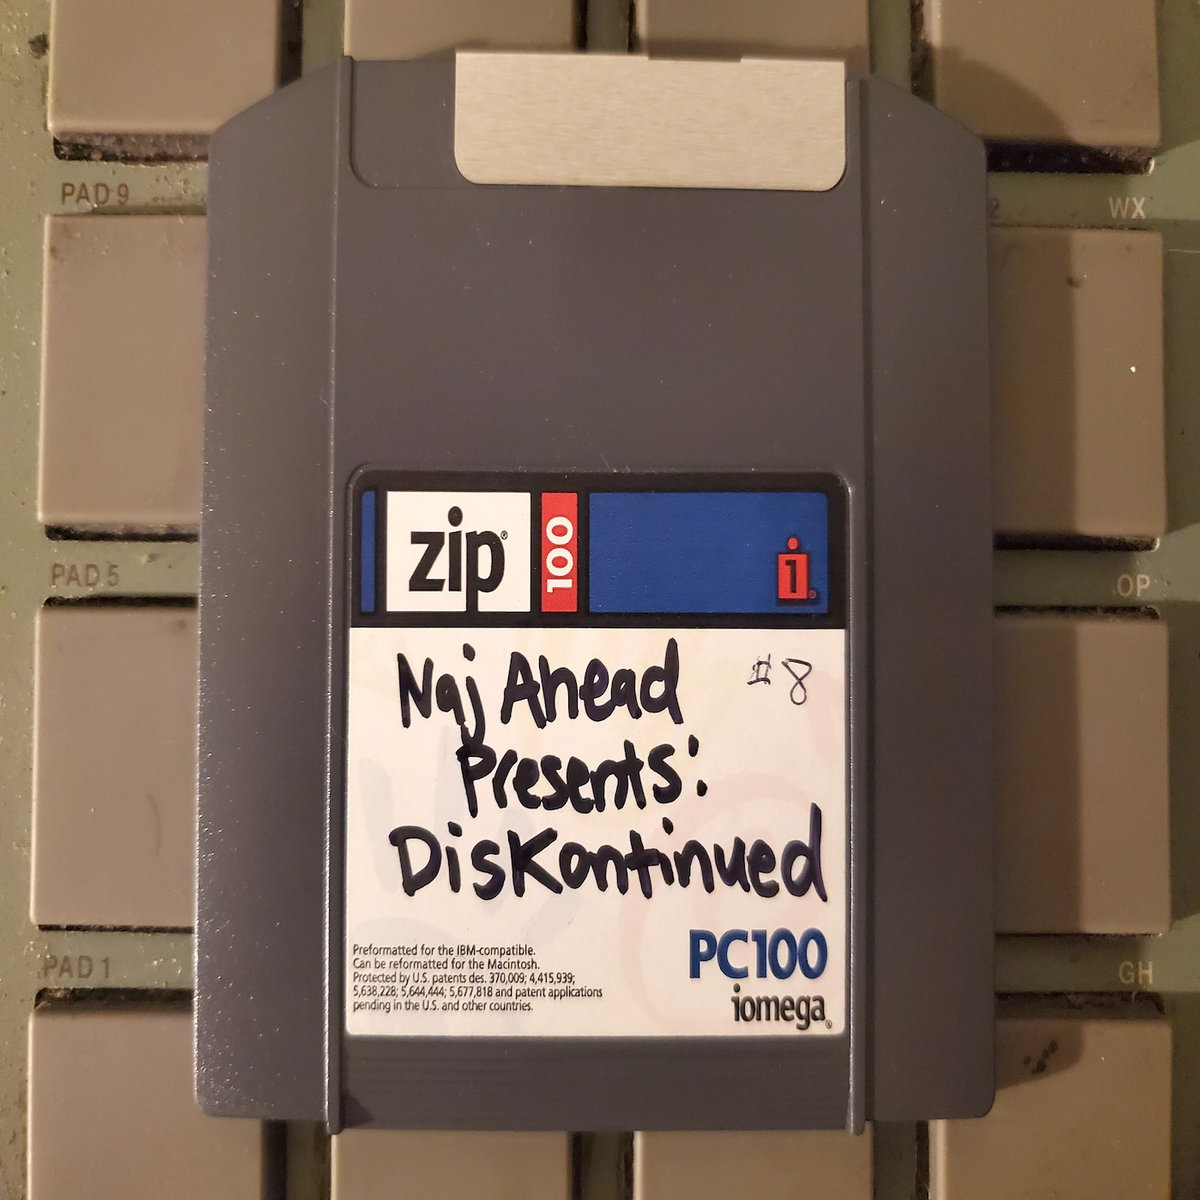 PAD 9
2
WX
zip®
100
i®
Naj Ahead
#8
Presents:
DisKontinued
PAD 5
OP
Preformatted for the IBM-compatible.
Can be reformatted for the Macintosh.
Protected by U.S. patents des. 370,009; 4,415,939;
5,638,228; 5,644,444; 5,677,818 and patent applications
pending in the U.S. and other countries.
PC100
iomega®
PAD 1
GH